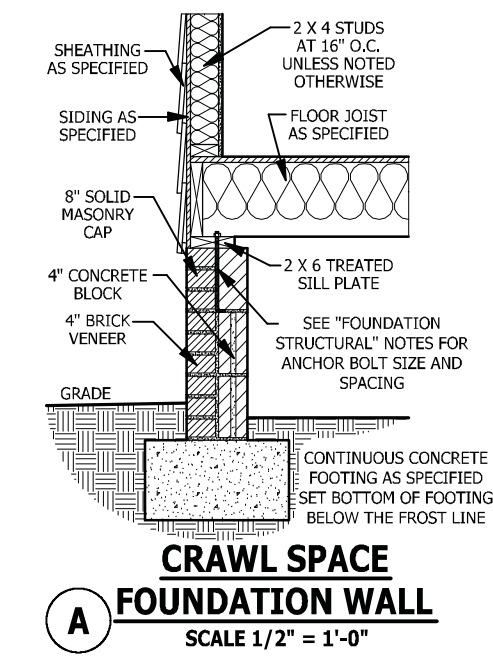 2 X 4 STUDS
AT 16" O.C.
UNLESS NOTED
OTHERWISE
SHEATHING
AS SPECIFIED
SIDING AS
SPECIFIED
FLOOR JOIST
AS SPECIFIED
8" SOLID
MASONRY
CAP
2 X 6 TREATED
SILL PLATE
4" CONCRETE
BLOCK
4" BRICK
VENEER
SEE "FOUNDATION
STRUCTURAL" NOTES FOR
ANCHOR BOLT SIZE AND
SPACING
GRADE
CONTINUOUS CONCRETE
FOOTING AS SPECIFIED
SET BOTTOM OF FOOTING
BELOW THE FROST LINE
CRAWL SPACE
FOUNDATION WALL
A
SCALE 1/2" = 1'-0"